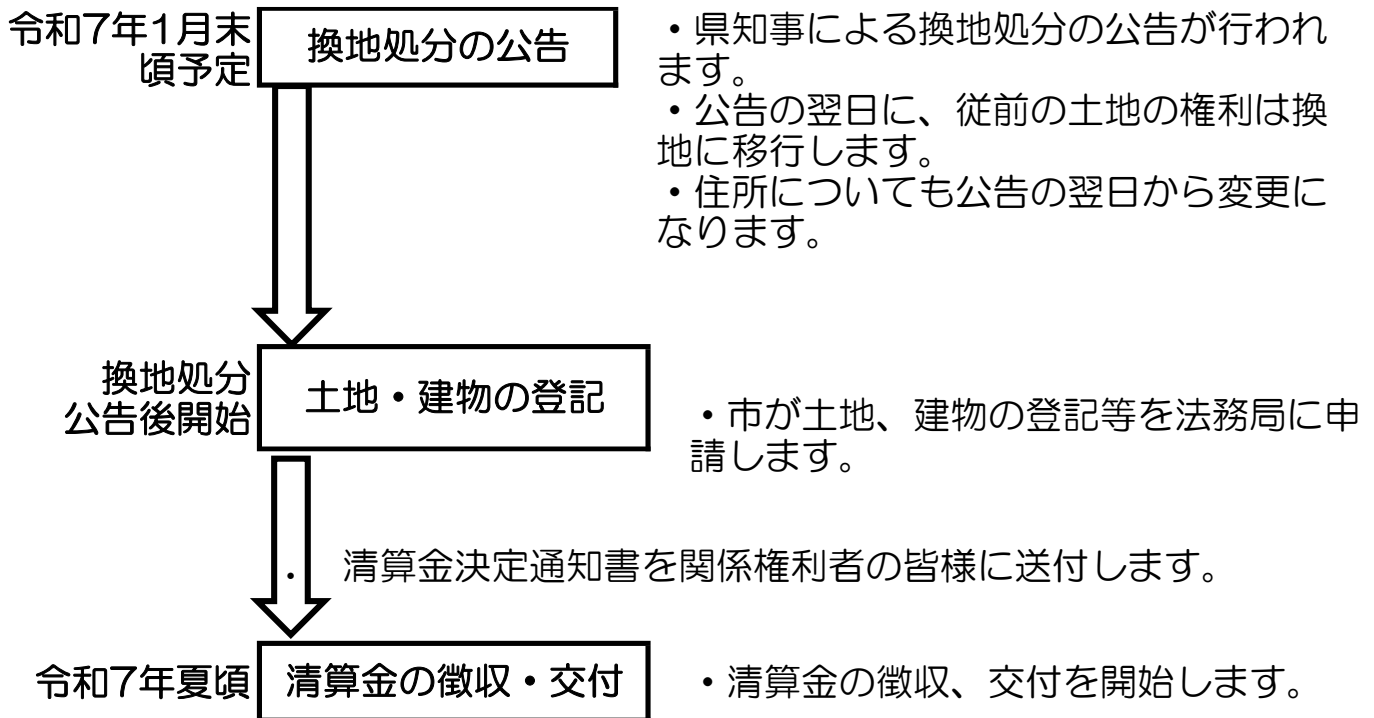 令和7年1月末
頃予定
換地処分の公告
・県知事による換地処分の公告が行われ
ます。
・公告の翌日に、従前の土地の権利は換
地に移行します。
・住所についても公告の翌日から変更に
なります。
換地処分
公告後開始
土地・建物の登記
・市が土地、建物の登記等を法務局に申
請します。
. 清算金決定通知書を関係権利者の皆様に送付します。
令和7年夏頃
清算金の徴収・交付
・清算金の徴収、交付を開始します。